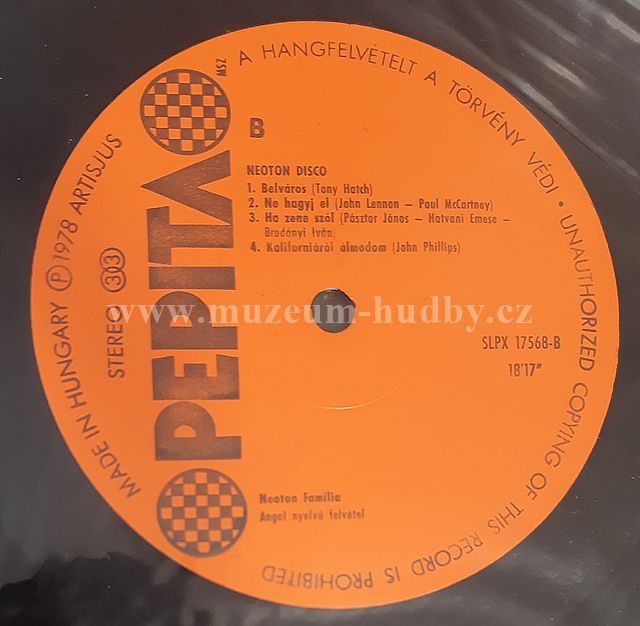 A HANGFELVÉTELT A TÖRVÉNY VÉDI • UNAUTHORIZED COPYING OF THIS RECORD IS PROHIBITED
MADE IN HUNGARY Ⓟ 1978 ARTISJUS
MSZ
STEREO 33
PEPITA
B
NEOTON DISCO
1. Belváros (Tony Hatch)
2. Ne hagyj el (John Lennon – Paul McCartney)
3. Ha zene szól (Pásztor János – Hatvani Emese –
Bradányi Iván)
4. Kaliforniáról álmodom (John Phillips)
www.muzeum-hudby.cz
SLPX 17568-B
18'17"
Neoton Família
Angol nyelvű felvétel